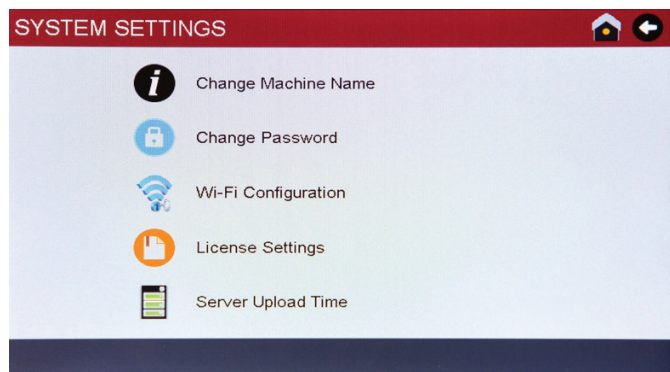 SYSTEM SETTINGS
Change Machine Name
Change Password
Wi-Fi Configuration
License Settings
Server Upload Time